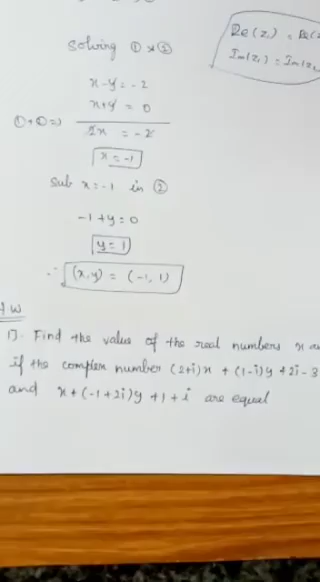 Solving ① & ②
Re(z₁) = Re(z
Im(z₁) = Im(z₂
x-y = -2
x+y = 0
①+②⇒ 2x = -2
x = -1
Sub x=-1 in ②
-1+y=0
y=1
∴ (x,y) = (-1, 1)
W
1). Find the value of the real numbers x a
if the complex number (2+i)x + (1-i)y + 2i - 3
and x+(-1+2i)y +1+i are equal